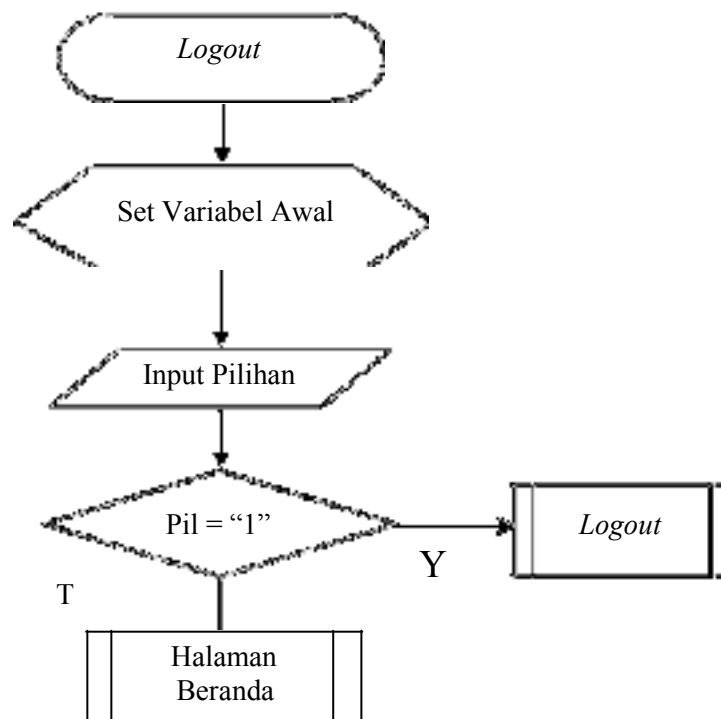 Logout
Set Variabel Awal
Input Pilihan
Pil = “1”
Logout
Y
T
Halaman
Beranda